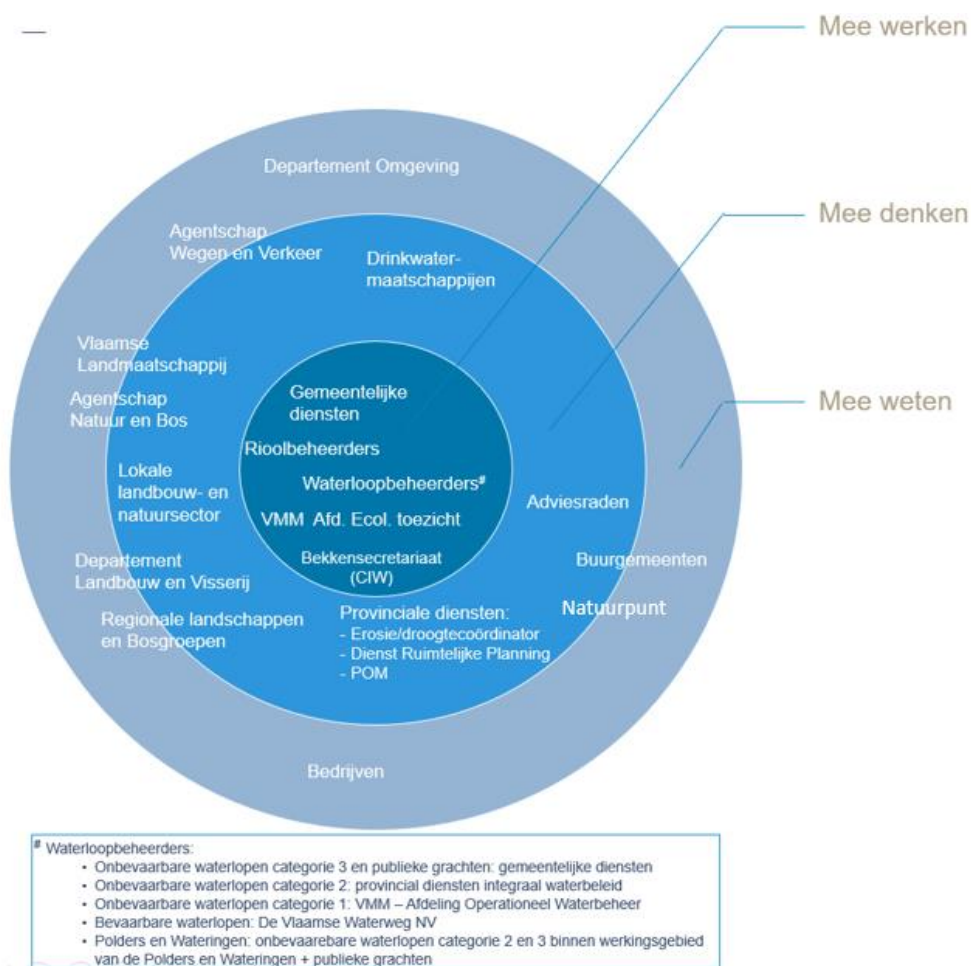 Mee werken
Mee denken
Mee weten
Departement Omgeving
Agentschap
Wegen en Verkeer
Drinkwater-
maatschappijen
Vlaamse
Landmaatschappij
Agentschap
Natuur en Bos
Lokale
landbouw- en
natuursector
Departement
Landbouw en Visserij
Regionale landschappen
en Bosgroepen
Gemeentelijke
diensten
Rioolbeheerders
Waterloopbeheerders#
VMM Afd. Ecol. toezicht
Bekkensecretariaat
(CIW)
Provinciale diensten:
- Erosie/droogtecoördinator
- Dienst Ruimtelijke Planning
- POM
Adviesraden
Buurgemeenten
Natuurpunt
Bedrijven
# Waterloopbeheerders:
• Onbevaarbare waterlopen categorie 3 en publieke grachten: gemeentelijke diensten
• Onbevaarbare waterlopen categorie 2: provincial diensten integraal waterbeleid
• Onbevaarbare waterlopen categorie 1: VMM – Afdeling Operationeel Waterbeheer
• Bevaarbare waterlopen: De Vlaamse Waterweg NV
• Polders en Wateringen: onbevaarebare waterlopen categorie 2 en 3 binnen werkingsgebied
van de Polders en Wateringen + publieke grachten